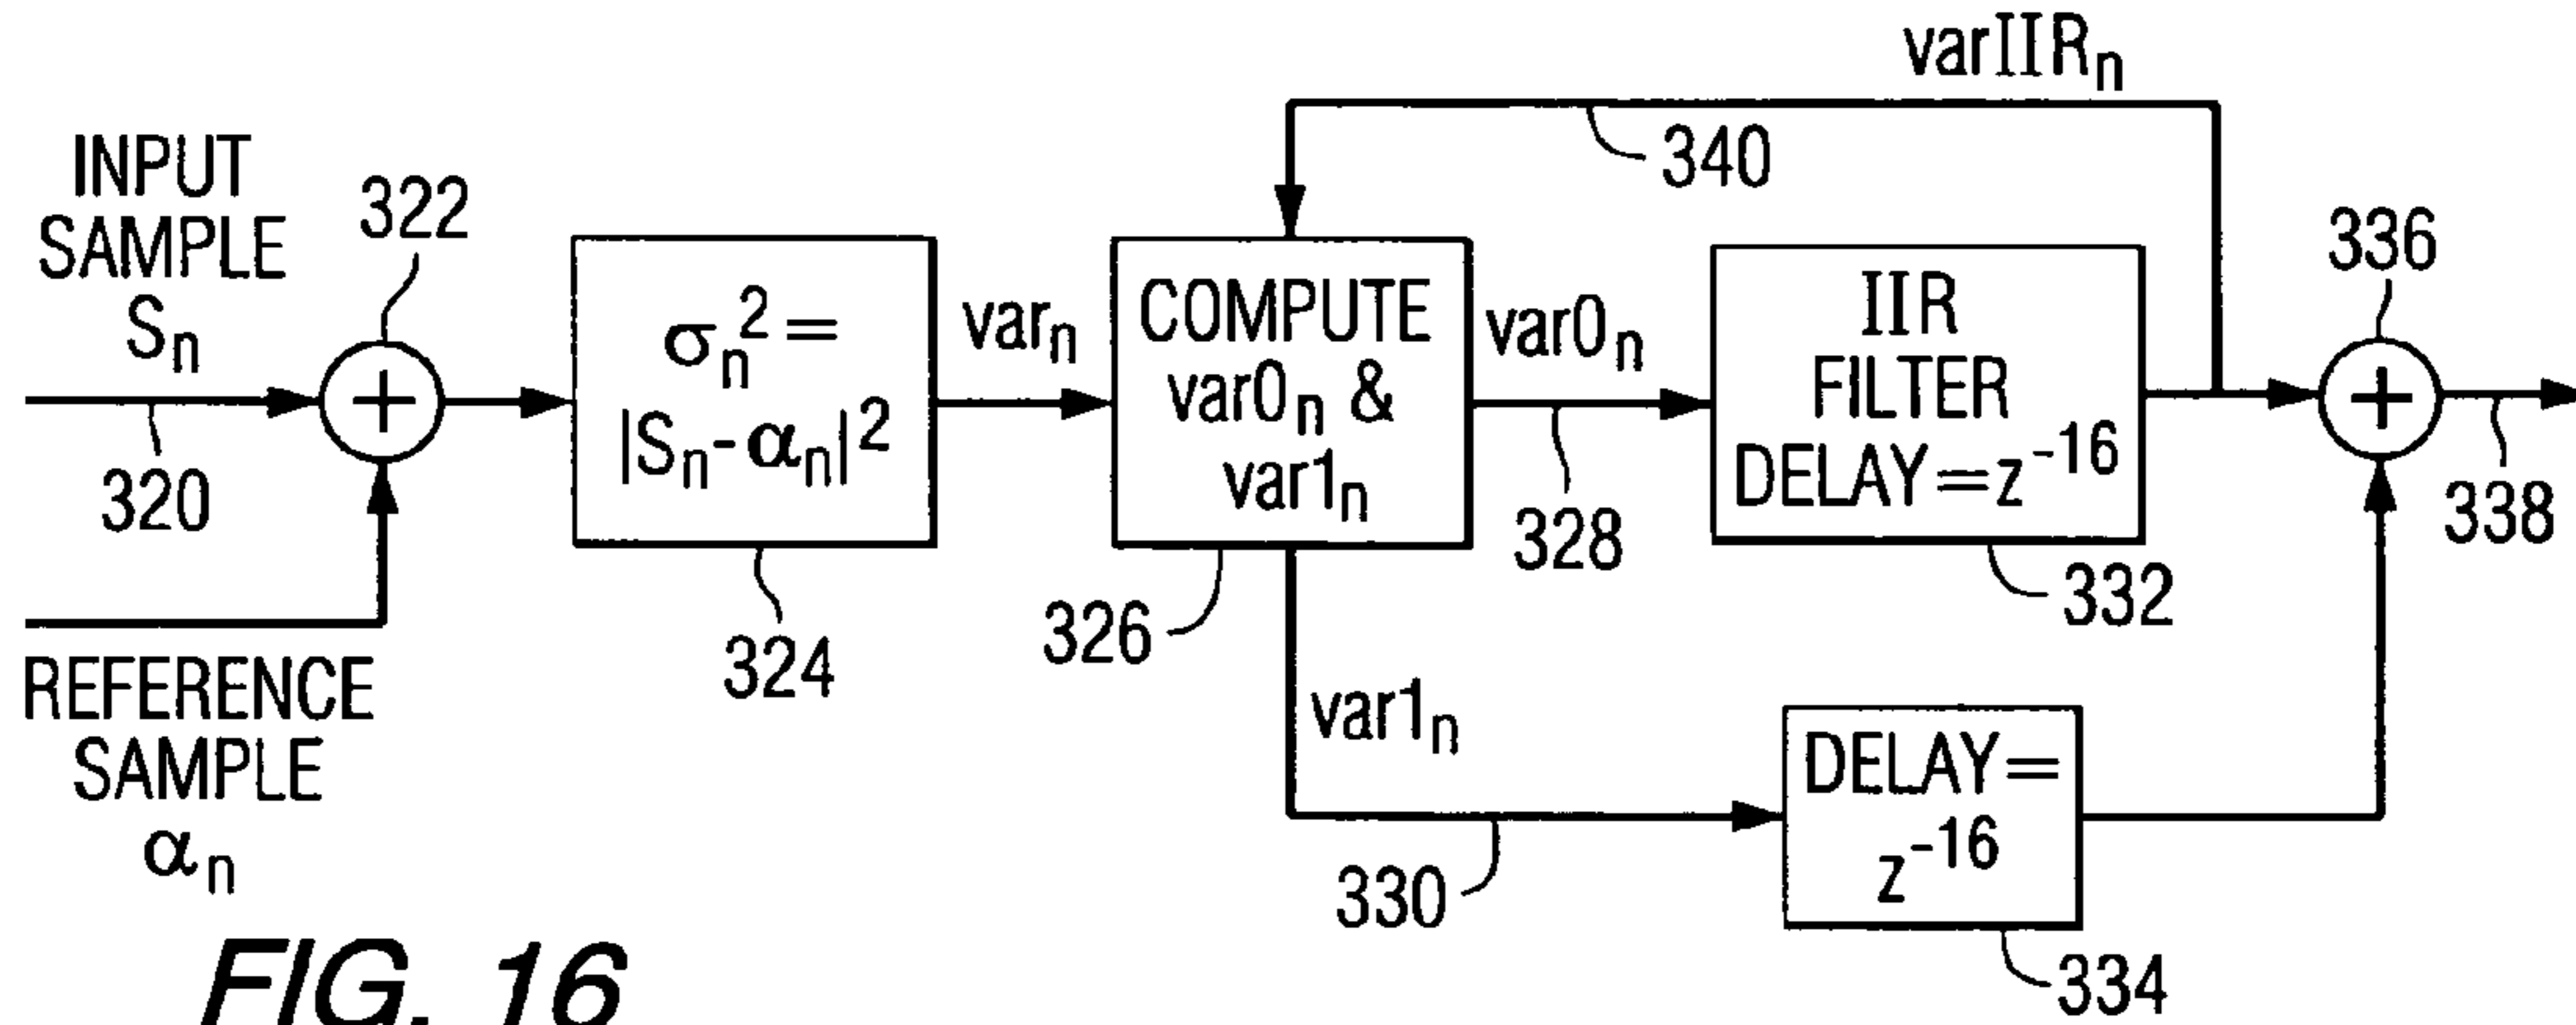 INPUT
SAMPLE
Sₙ
320
322
REFERENCE
SAMPLE
αₙ
σₙ² =
|Sₙ-αₙ|²
324
varₙ
COMPUTE
var0ₙ &
var1ₙ
326
var0ₙ
328
IIR
FILTER
DELAY=z⁻¹⁶
332
varIIRₙ
340
336
338
var1ₙ
330
DELAY=
z⁻¹⁶
334
FIG. 16